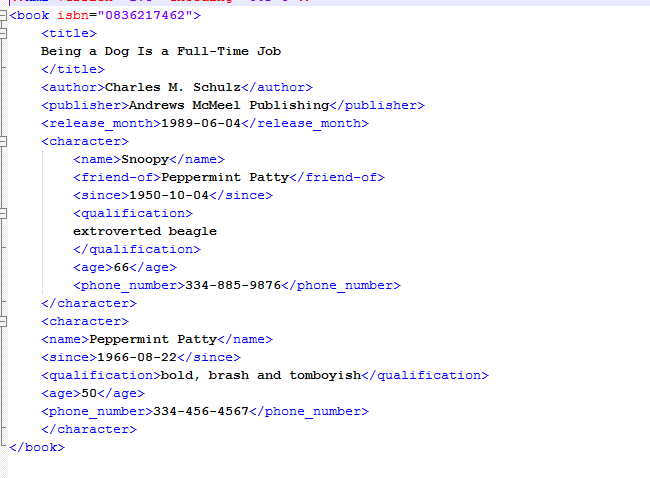 <book isbn="0836217462">
<title>
Being a Dog Is a Full-Time Job
</title>
<author>Charles M. Schulz</author>
<publisher>Andrews McMeel Publishing</publisher>
<release_month>1989-06-04</release_month>
<character>
<name>Snoopy</name>
<friend-of>Peppermint Patty</friend-of>
<since>1950-10-04</since>
<qualification>
extroverted beagle
</qualification>
<age>66</age>
<phone_number>334-885-9876</phone_number>
</character>
<character>
<name>Peppermint Patty</name>
<since>1966-08-22</since>
<qualification>bold, brash and tomboyish</qualification>
<age>50</age>
<phone_number>334-456-4567</phone_number>
</character>
</book>